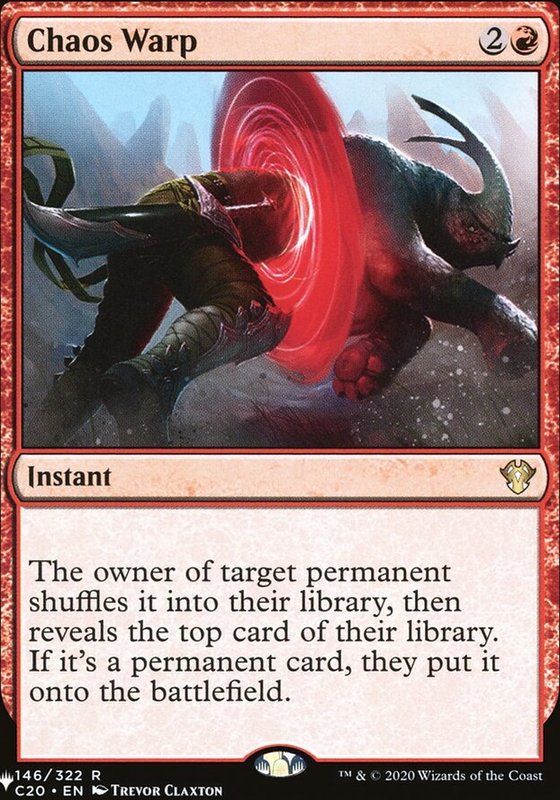 Chaos Warp 2
Instant
The owner of target permanent
shuffles it into their library, then
reveals the top card of their library.
If it's a permanent card, they put it
onto the battlefield.
146/322 R
C20 • EN Trevor Claxton
™ & © 2020 Wizards of the Coast